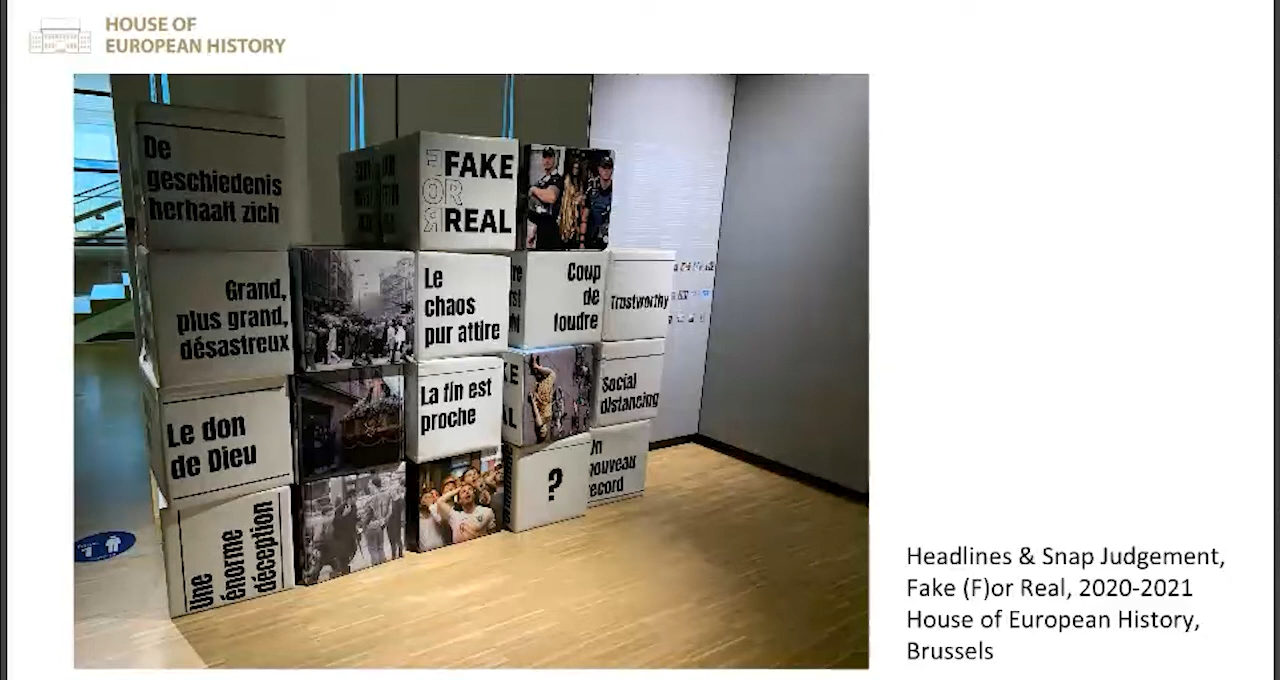 HOUSE OF
EUROPEAN HISTORY
De
geschiedenis
herhaalt zich
FAKE
OR
REAL
Grand,
plus grand,
désastreux
Le
chaos
pur attire
Coup
de
foudre
Trustworthy
Le don
de Dieu
La fin est
proche
Social
distancing
Une
énorme
déception
?
nouveau
record
Headlines & Snap Judgement,
Fake (F)or Real, 2020-2021
House of European History,
Brussels